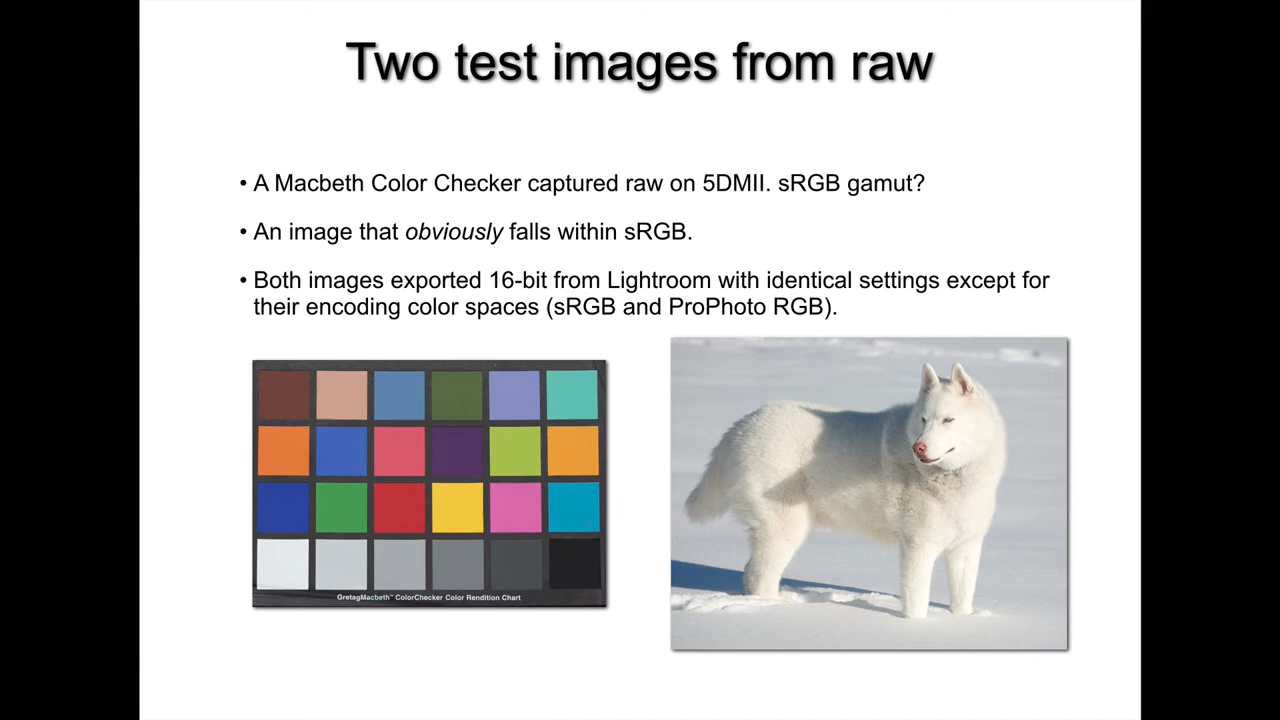 Two test images from raw
• A Macbeth Color Checker captured raw on 5DMII. sRGB gamut?
• An image that obviously falls within sRGB.
• Both images exported 16-bit from Lightroom with identical settings except for
their encoding color spaces (sRGB and ProPhoto RGB).
GretagMacbeth™ ColorChecker Color Rendition Chart